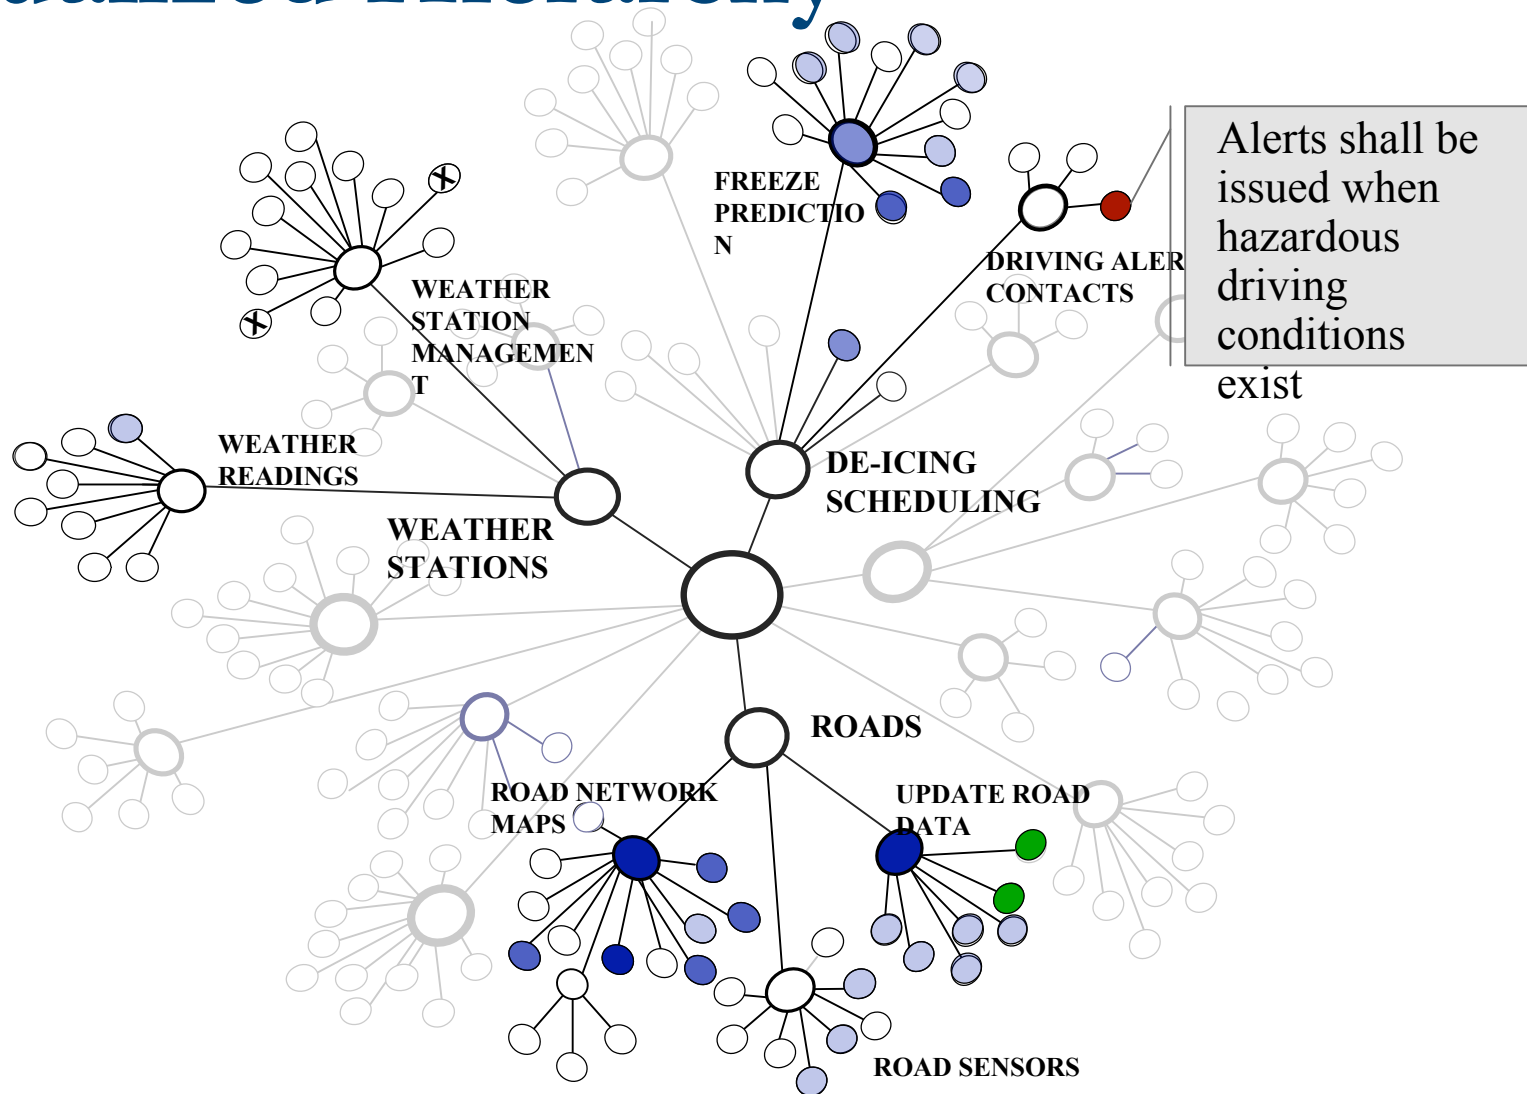 Hierarchy
Alerts shall be
issued when
hazardous
driving
conditions
exist
FREEZE
PREDICTIO
N
DRIVING ALER
CONTACTS
WEATHER
STATION
MANAGEMEN
T
WEATHER
READINGS
DE-ICING
SCHEDULING
WEATHER
STATIONS
ROADS
ROAD NETWORK
MAPS
UPDATE ROAD
DATA
ROAD SENSORS
X
X